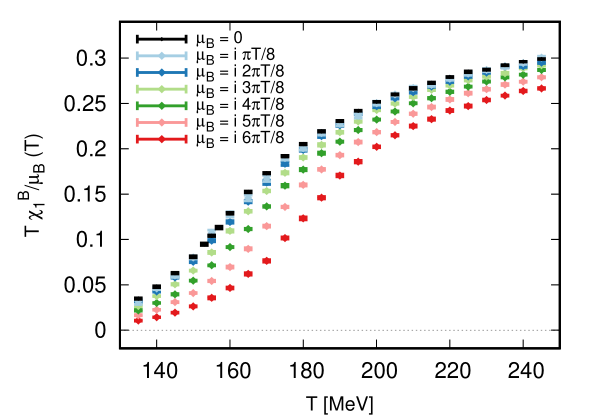 μB = 0
μB = i πT/8
μB = i 2πT/8
μB = i 3πT/8
μB = i 4πT/8
μB = i 5πT/8
μB = i 6πT/8
0.3
0.25
0.2
0.15
0.1
0.05
0
T χ1^B/μB (T)
140 160 180 200 220 240
T [MeV]